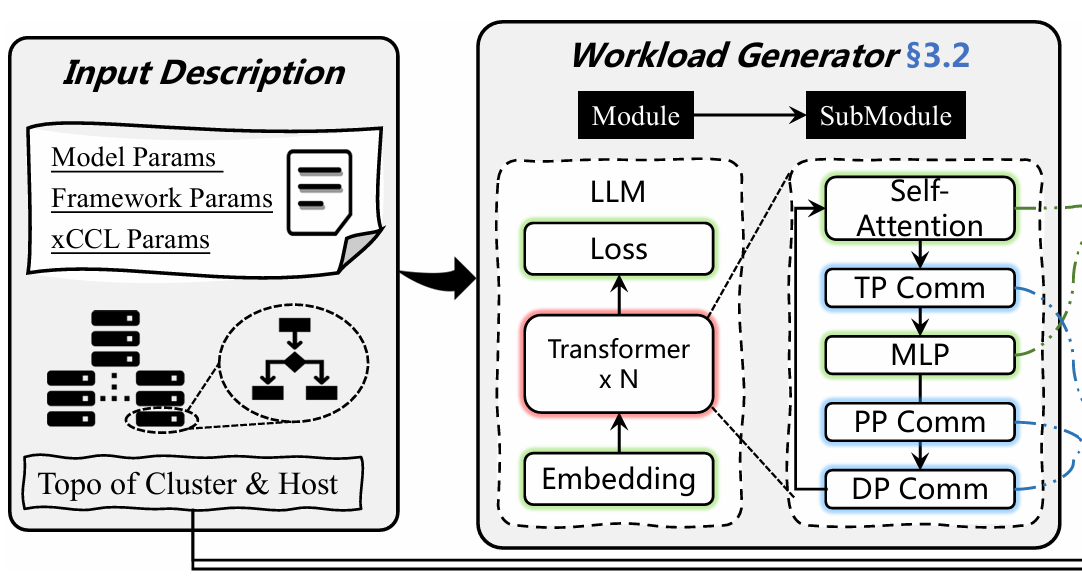 Input Description
Model Params
Framework Params
xCCL Params
Topo of Cluster & Host
Workload Generator §3.2
Module
SubModule
LLM
Loss
Transformer
x N
Embedding
Self-
Attention
TP Comm
MLP
PP Comm
DP Comm